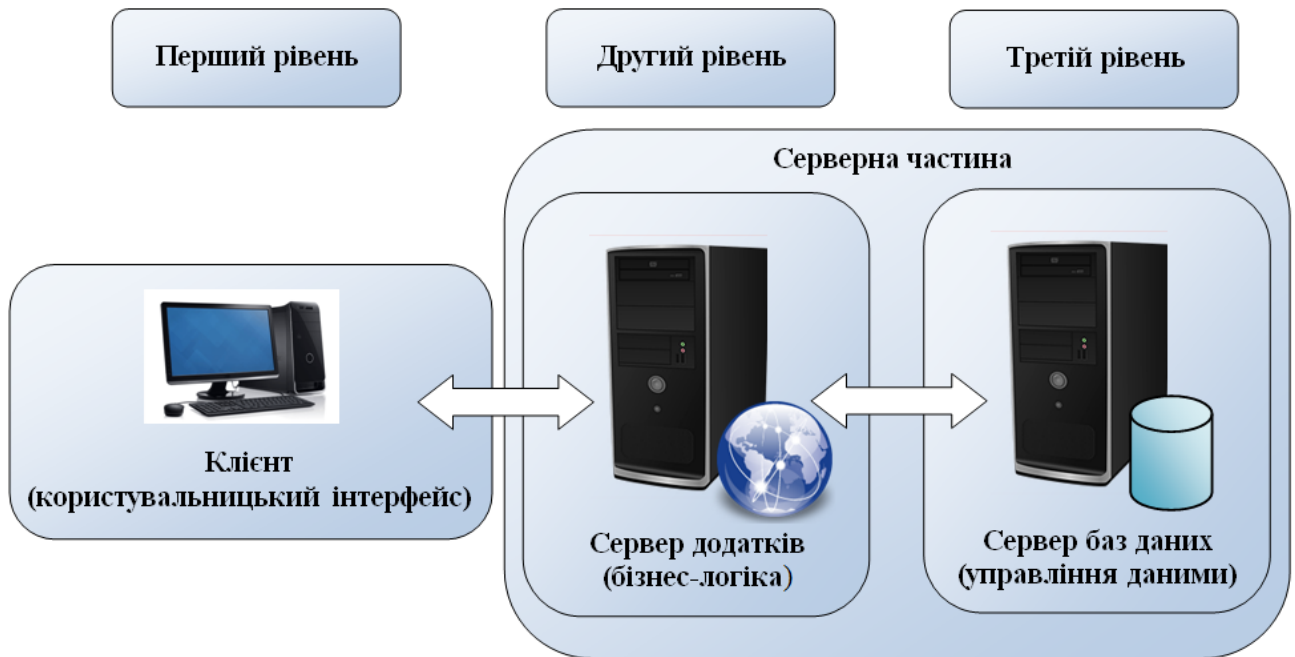 Перший рівень
Другий рівень
Третій рівень
Серверна частина
Клієнт
(користувальницький інтерфейс)
Сервер додатків
(бізнес-логіка)
Сервер баз даних
(управління даними)